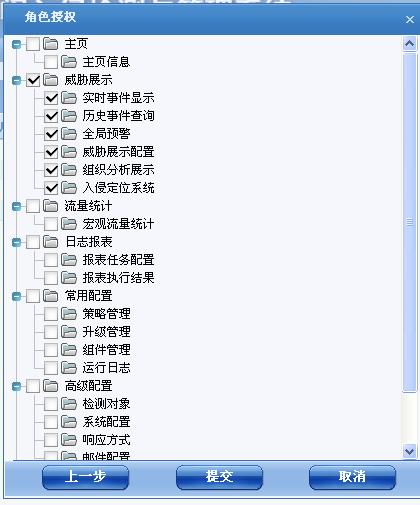 角色授权
主页
主页信息
威胁展示
实时事件显示
历史事件查询
全局预警
威胁展示配置
组织分析展示
入侵定位系统
流量统计
宏观流量统计
日志报表
报表任务配置
报表执行结果
常用配置
策略管理
升级管理
组件管理
运行日志
高级配置
检测对象
系统配置
响应方式
邮件配置
上一步 提交 取消